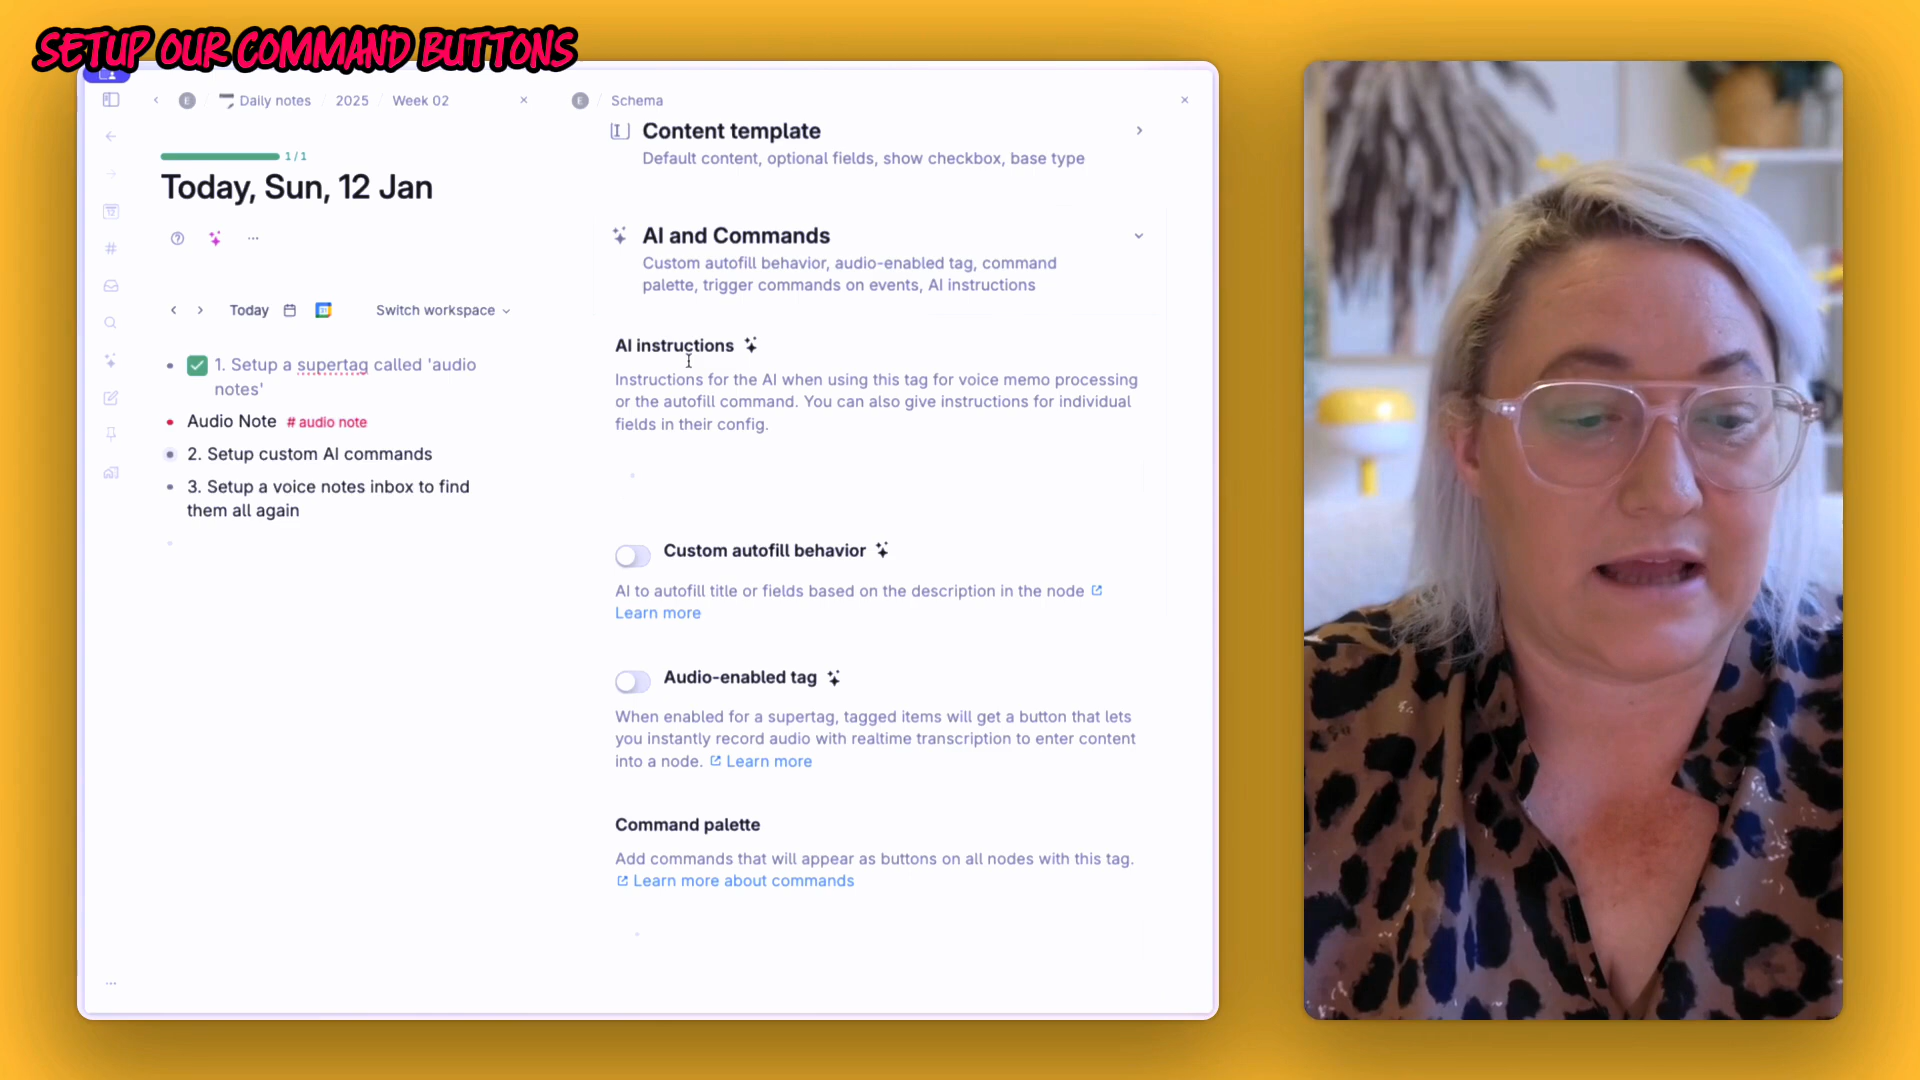 SETUP OUR COMMAND BUTTONS
E / Daily notes / 2025 / Week 02
E / Schema
1 / 1
Today, Sun, 12 Jan
Today
Switch workspace
1. Setup a supertag called 'audio
notes'
Audio Note # audio note
2. Setup custom AI commands
3. Setup a voice notes inbox to find
them all again
Content template
Default content, optional fields, show checkbox, base type
AI and Commands
Custom autofill behavior, audio-enabled tag, command
palette, trigger commands on events, AI instructions
AI instructions
Instructions for the AI when using this tag for voice memo processing
or the autofill command. You can also give instructions for individual
fields in their config.
Custom autofill behavior
AI to autofill title or fields based on the description in the node
Learn more
Audio-enabled tag
When enabled for a supertag, tagged items will get a button that lets
you instantly record audio with realtime transcription to enter content
into a node. Learn more
Command palette
Add commands that will appear as buttons on all nodes with this tag.
Learn more about commands